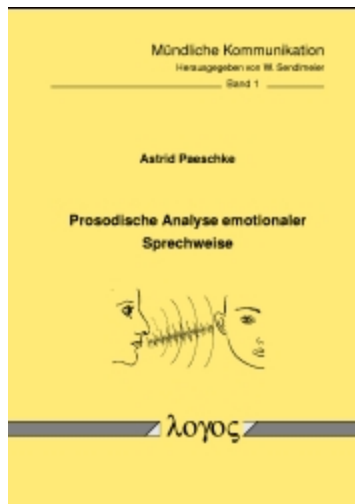 Mündliche Kommunikation
Herausgegeben von W. Sendlmeier
Band 1
Astrid Paeschke
Prosodische Analyse emotionaler
Sprechweise
λογος